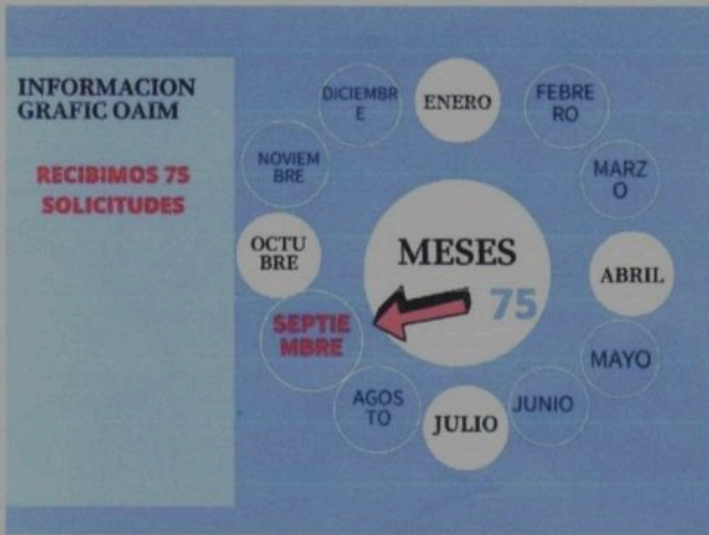 INFORMACION
GRAFIC OAIM
RECIBIMOS 75
SOLICITUDES
DICIEMBR
E
ENERO
FEBRE
RO
NOVIEM
BRE
MARZ
O
OCTU
BRE
MESES
75
ABRIL
SEPTIE
MBRE
MAYO
AGOS
TO
JULIO
JUNIO